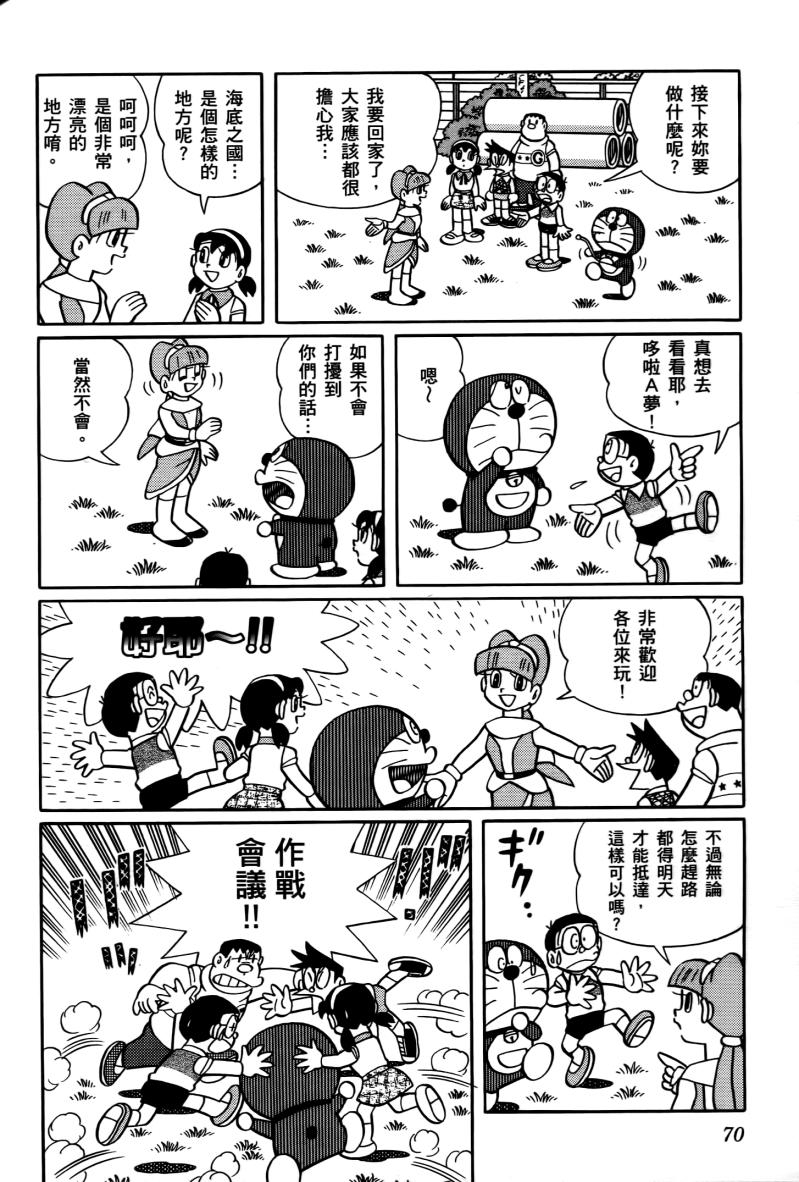 接下來妳要
做什麼呢？
我要回家了，
大家應該都很
擔心我…
G
海底之國…
是個怎樣的
地方呢？
呵呵呵，
是個非常
漂亮的
地方唷。
真想去
看看耶，
哆啦A夢！
嗯～
如果不會
打擾到
你們的話…
當然不會。
非常歡迎
各位來玩！
好耶～!!
不過無論
怎麼趕路
都得明天
才能抵達，
這樣可以嗎？
ギク‥
作戰
會議!!
70